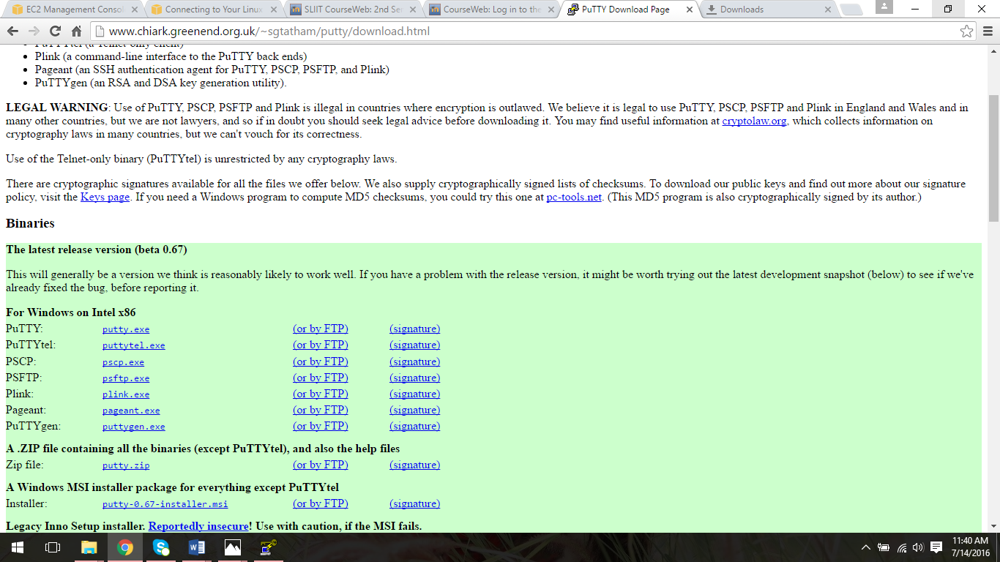 EC2 Management Consol
Connecting to Your Linux
SLIIT CourseWeb: 2nd Sem
CourseWeb: Log in to the
PuTTY Download Page
Downloads
www.chiark.greenend.org.uk/~sgtatham/putty/download.html
PuTTYtel (a Telnet-only client)
Plink (a command-line interface to the PuTTY back ends)
Pageant (an SSH authentication agent for PuTTY, PSCP, PSFTP, and Plink)
PuTTYgen (an RSA and DSA key generation utility).
LEGAL WARNING: Use of PuTTY, PSCP, PSFTP and Plink is illegal in countries where encryption is outlawed. We believe it is legal to use PuTTY, PSCP, PSFTP and Plink in England and Wales and in
many other countries, but we are not lawyers, and so if in doubt you should seek legal advice before downloading it. You may find useful information at cryptolaw.org, which collects information on
cryptography laws in many countries, but we can't vouch for its correctness.
Use of the Telnet-only binary (PuTTYtel) is unrestricted by any cryptography laws.
There are cryptographic signatures available for all the files we offer below. We also supply cryptographically signed lists of checksums. To download our public keys and find out more about our signature
policy, visit the Keys page. If you need a Windows program to compute MD5 checksums, you could try this one at pc-tools.net. (This MD5 program is also cryptographically signed by its author.)
Binaries
The latest release version (beta 0.67)
This will generally be a version we think is reasonably likely to work well. If you have a problem with the release version, it might be worth trying out the latest development snapshot (below) to see if we've
already fixed the bug, before reporting it.
For Windows on Intel x86
PuTTY: putty.exe (or by FTP) (signature)
PuTTYtel: puttytel.exe (or by FTP) (signature)
PSCP: pscp.exe (or by FTP) (signature)
PSFTP: psftp.exe (or by FTP) (signature)
Plink: plink.exe (or by FTP) (signature)
Pageant: pageant.exe (or by FTP) (signature)
PuTTYgen: puttygen.exe (or by FTP) (signature)
A .ZIP file containing all the binaries (except PuTTYtel), and also the help files
Zip file: putty.zip (or by FTP) (signature)
A Windows MSI installer package for everything except PuTTYtel
Installer: putty-0.67-installer.msi (or by FTP) (signature)
Legacy Inno Setup installer. Reportedly insecure! Use with caution, if the MSI fails.
11:40 AM
7/14/2016